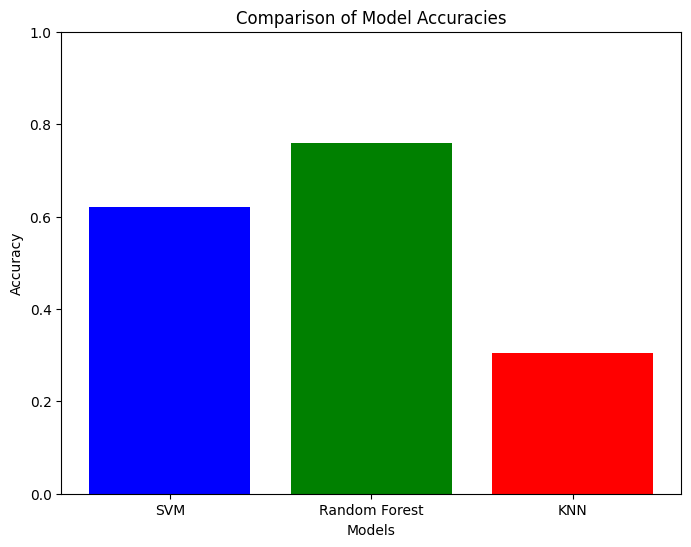 Comparison of Model Accuracies
1.0
0.8
0.6
0.4
0.2
0.0
Accuracy
SVM
Random Forest
KNN
Models